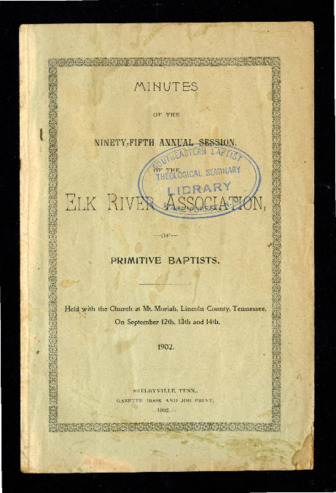 MINUTES
OF THE
NINETY-FIFTH ANNUAL SESSION,
OF THE
SOUTHEASTERN BAPTIST
THEOLOGICAL SEMINARY
LIBRARY
ELK RIVER ASSOCIATION,
—OF—
PRIMITIVE BAPTISTS,
Held with the Church at Mt. Moriah, Lincoln County, Tennessee,
On September 12th, 13th and 14th,
1902.
SHELBYVILLE, TENN.,
GAZETTE BOOK AND JOB PRINT,
1902.